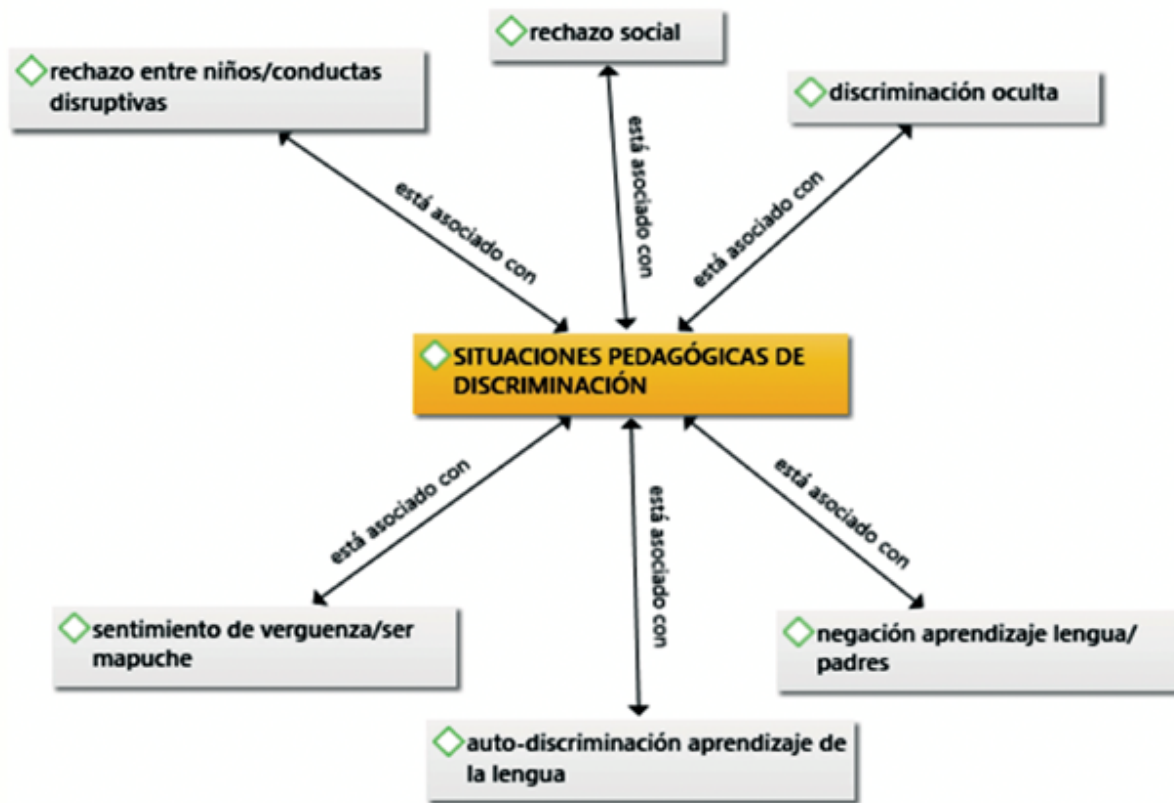 rechazo social
rechazo entre niños/conductas
disruptivas
discriminación oculta
está asociado con
está asociado con
está asociado con
SITUACIONES PEDAGÓGICAS DE
DISCRIMINACIÓN
está asociado con
está asociado con
está asociado con
sentimiento de verguenza/ser
mapuche
negación aprendizaje lengua/
padres
auto-discriminación aprendizaje de
la lengua